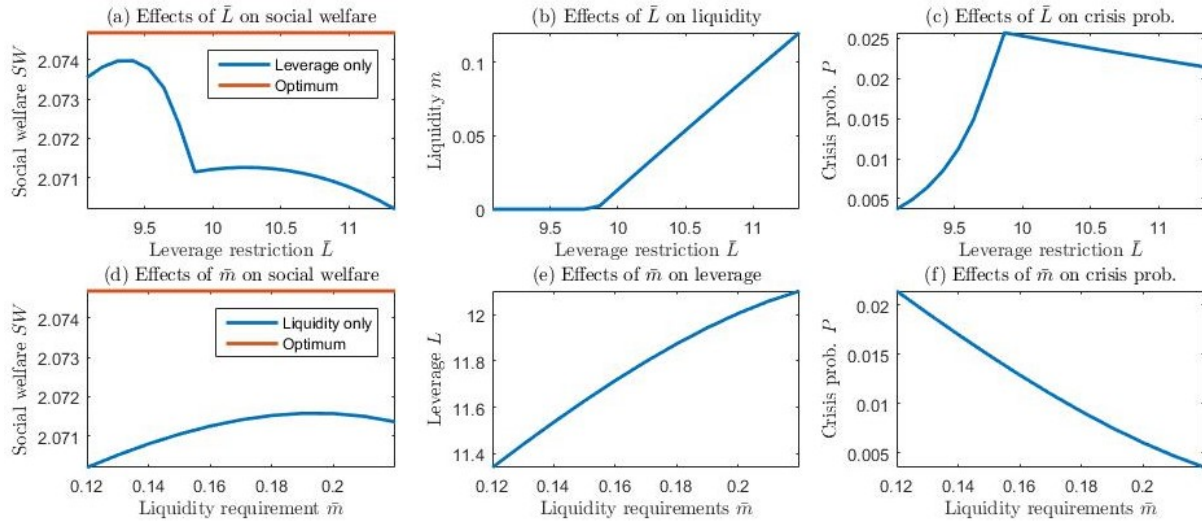 (a) Effects of L̄ on social welfare
Social welfare SW
2.074
2.073
2.072
2.071
Leverage only
Optimum
9.5 10 10.5 11
Leverage restriction L̄
(b) Effects of L̄ on liquidity
Liquidity m
0.1
0.05
0
9.5 10 10.5 11
Leverage restriction L̄
(c) Effects of L̄ on crisis prob.
Crisis prob. P
0.025
0.02
0.015
0.01
0.005
9.5 10 10.5 11
Leverage restriction L̄
(d) Effects of m̄ on social welfare
Social welfare SW
2.074
2.073
2.072
2.071
Liquidity only
Optimum
0.12 0.14 0.16 0.18 0.2
Liquidity requirement m̄
(e) Effects of m̄ on leverage
Leverage L
12
11.8
11.6
11.4
0.12 0.14 0.16 0.18 0.2
Liquidity requirements m̄
(f) Effects of m̄ on crisis prob.
Crisis prob. P
0.02
0.015
0.01
0.005
0.12 0.14 0.16 0.18 0.2
Liquidity requirements m̄